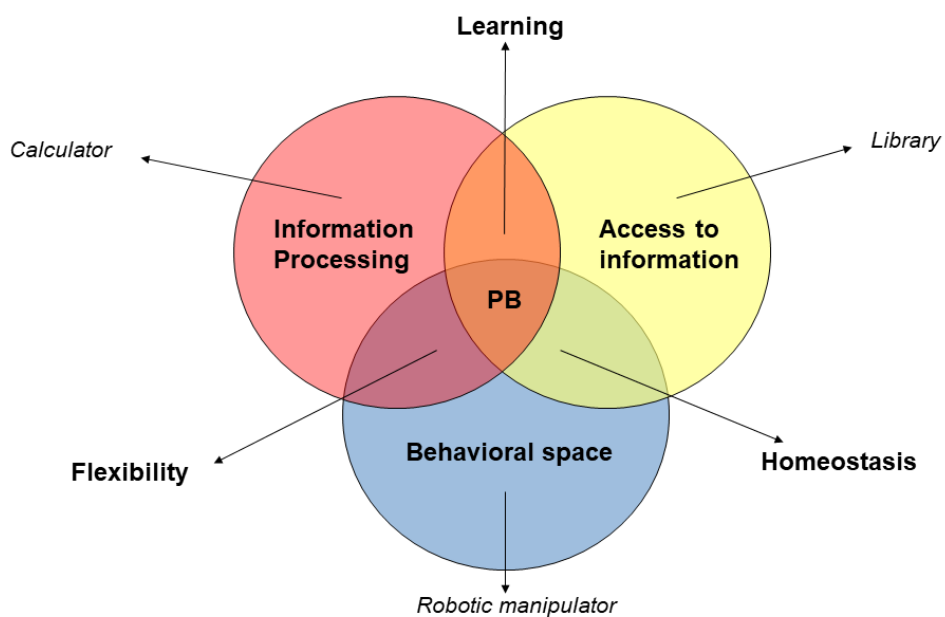 Learning
Calculator
Library
Information
Processing
Access to
information
PB
Behavioral space
Flexibility
Homeostasis
Robotic manipulator